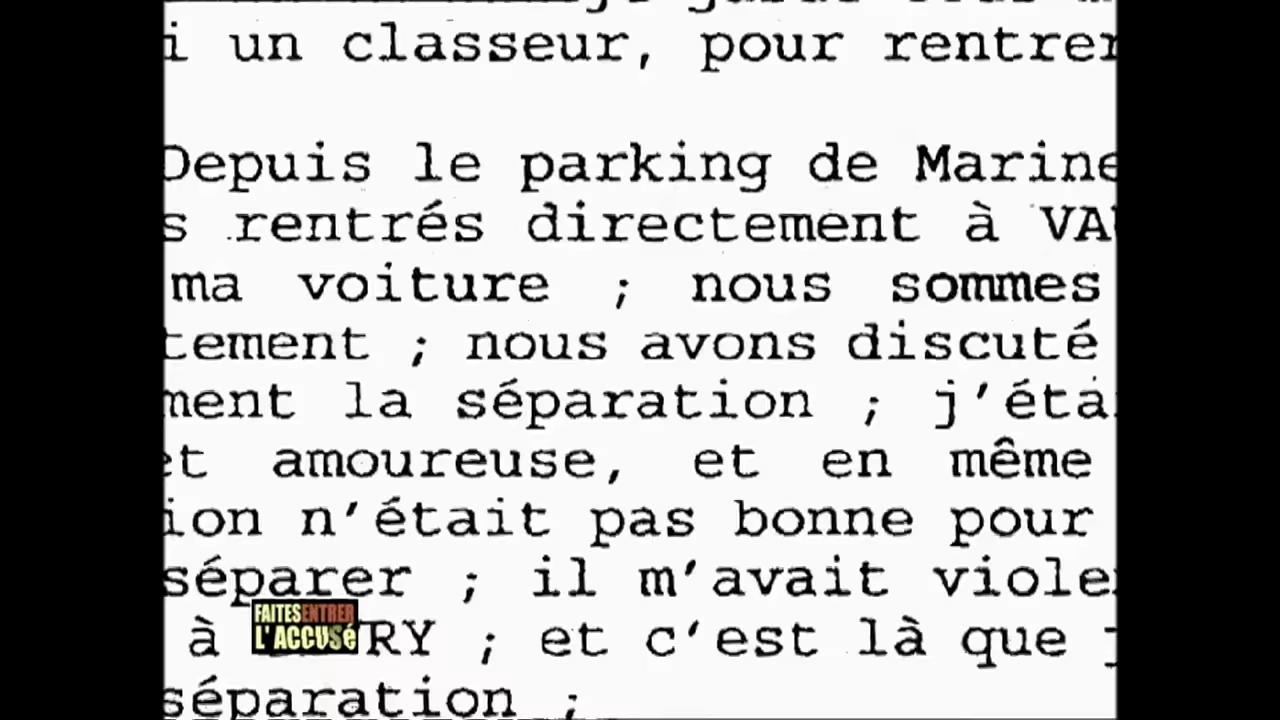 i un classeur, pour rentrer
Depuis le parking de Marine
s rentrés directement à VA
ma voiture ; nous sommes
tement ; nous avons discuté
ment la séparation ; j'étai
et amoureuse, et en même
ion n'était pas bonne pour
séparer ; il m'avait viole
à RY ; et c'est là que j
séparation ;
FAITES ENTRER
L'ACCUSé